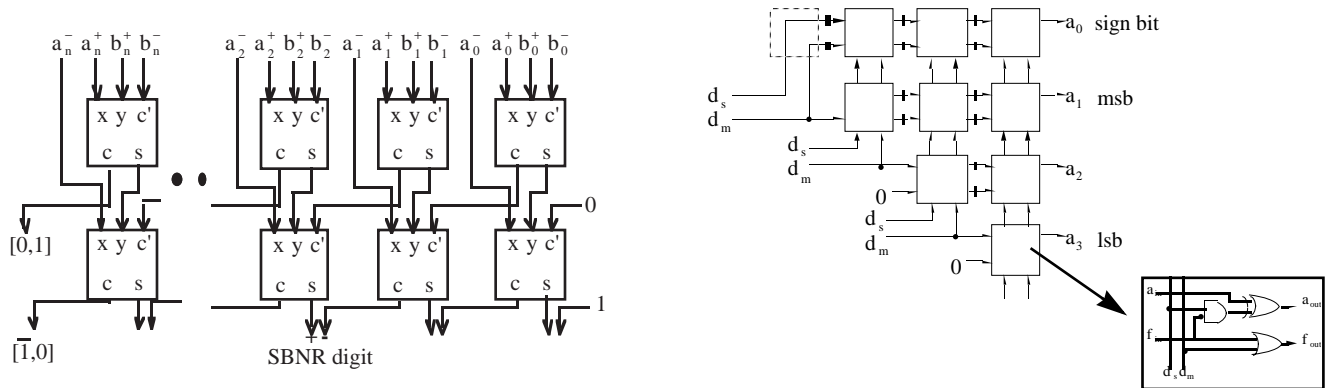 a_n^- a_n^+ b_n^+ b_n^- a_2^- a_2^+ b_2^+ b_2^- a_1^- a_1^+ b_1^+ b_1^- a_0^- a_0^+ b_0^+ b_0^-
x y c' x y c' x y c' x y c'
c s c s c s c s
0
[0,1]
x y c' x y c' x y c' x y c'
c s c s c s c s
1
[1̅,0]
+ -
SBNR digit
a_0 sign bit
d_s
a_1 msb
d_m
d_s
d_m
a_2
0
d_s
d_m
a_3 lsb
0
a_i
a_out
f_out
d_s d_m